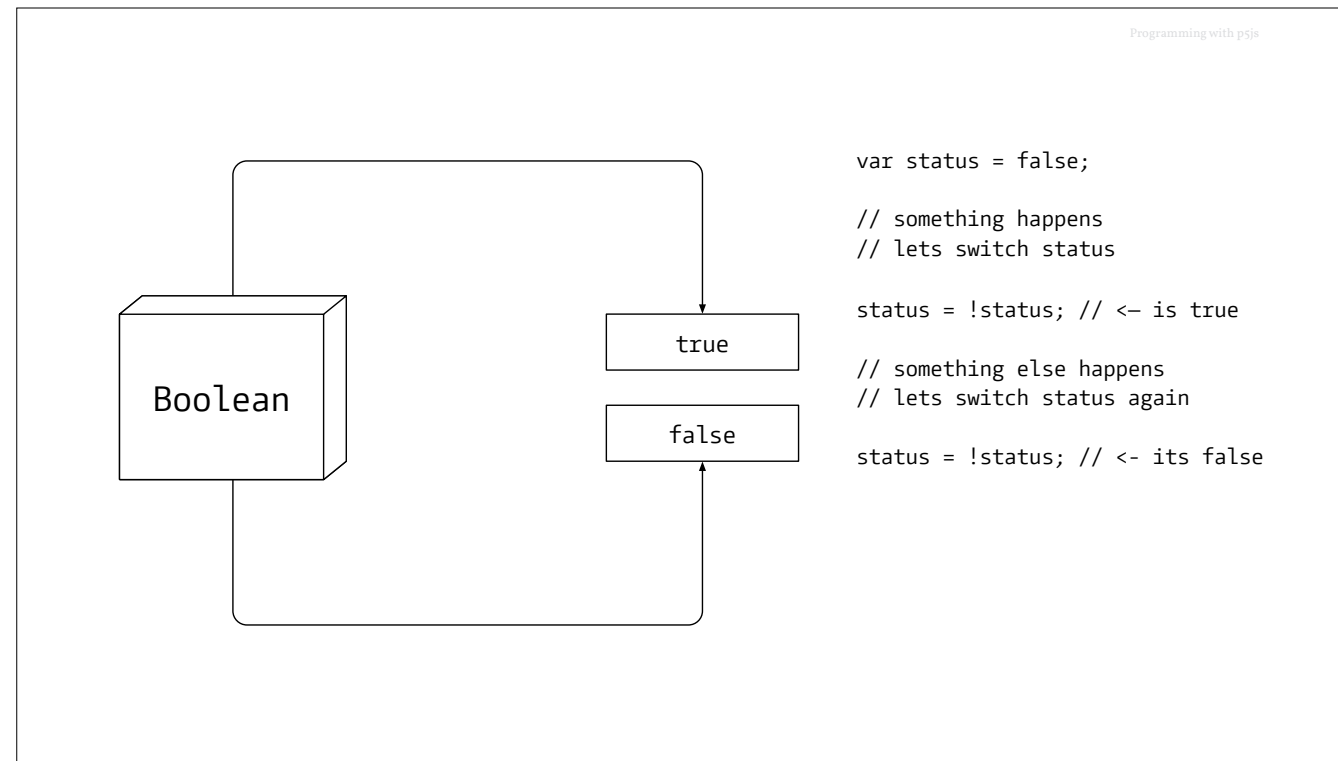 Programming with p5js
Boolean
true
false
var status = false;
// something happens
// lets switch status
status = !status; // <— is true
// something else happens
// lets switch status again
status = !status; // <- its false